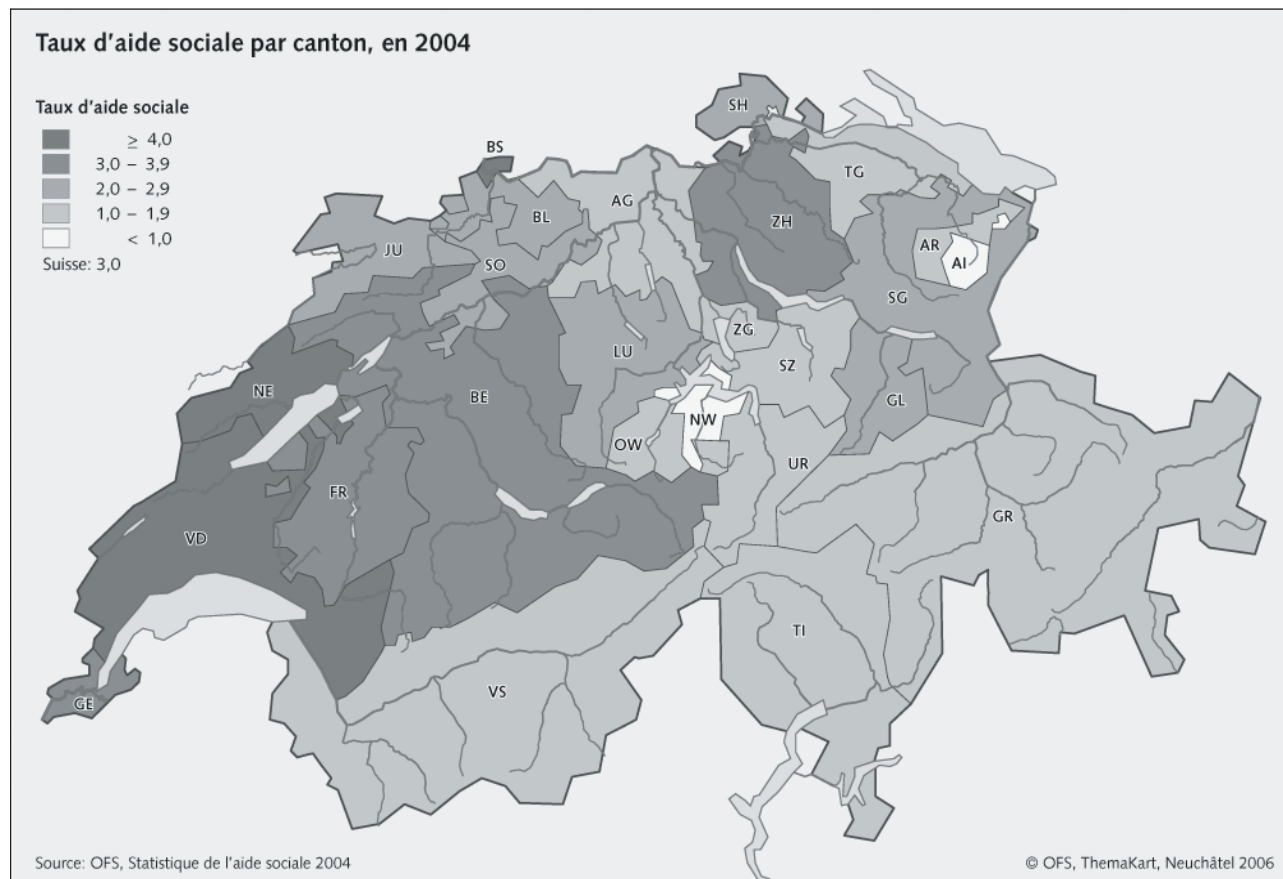 Taux d'aide sociale par canton, en 2004
Taux d'aide sociale
≥ 4,0
3,0 – 3,9
2,0 – 2,9
1,0 – 1,9
< 1,0
Suisse: 3,0
SH
BS
TG
BL
AG
ZH
JU
SO
AR
AI
SG
ZG
LU
SZ
NE
BE
GL
NW
OW
UR
FR
GR
VD
TI
VS
GE
Source: OFS, Statistique de l'aide sociale 2004
© OFS, ThemaKart, Neuchâtel 2006